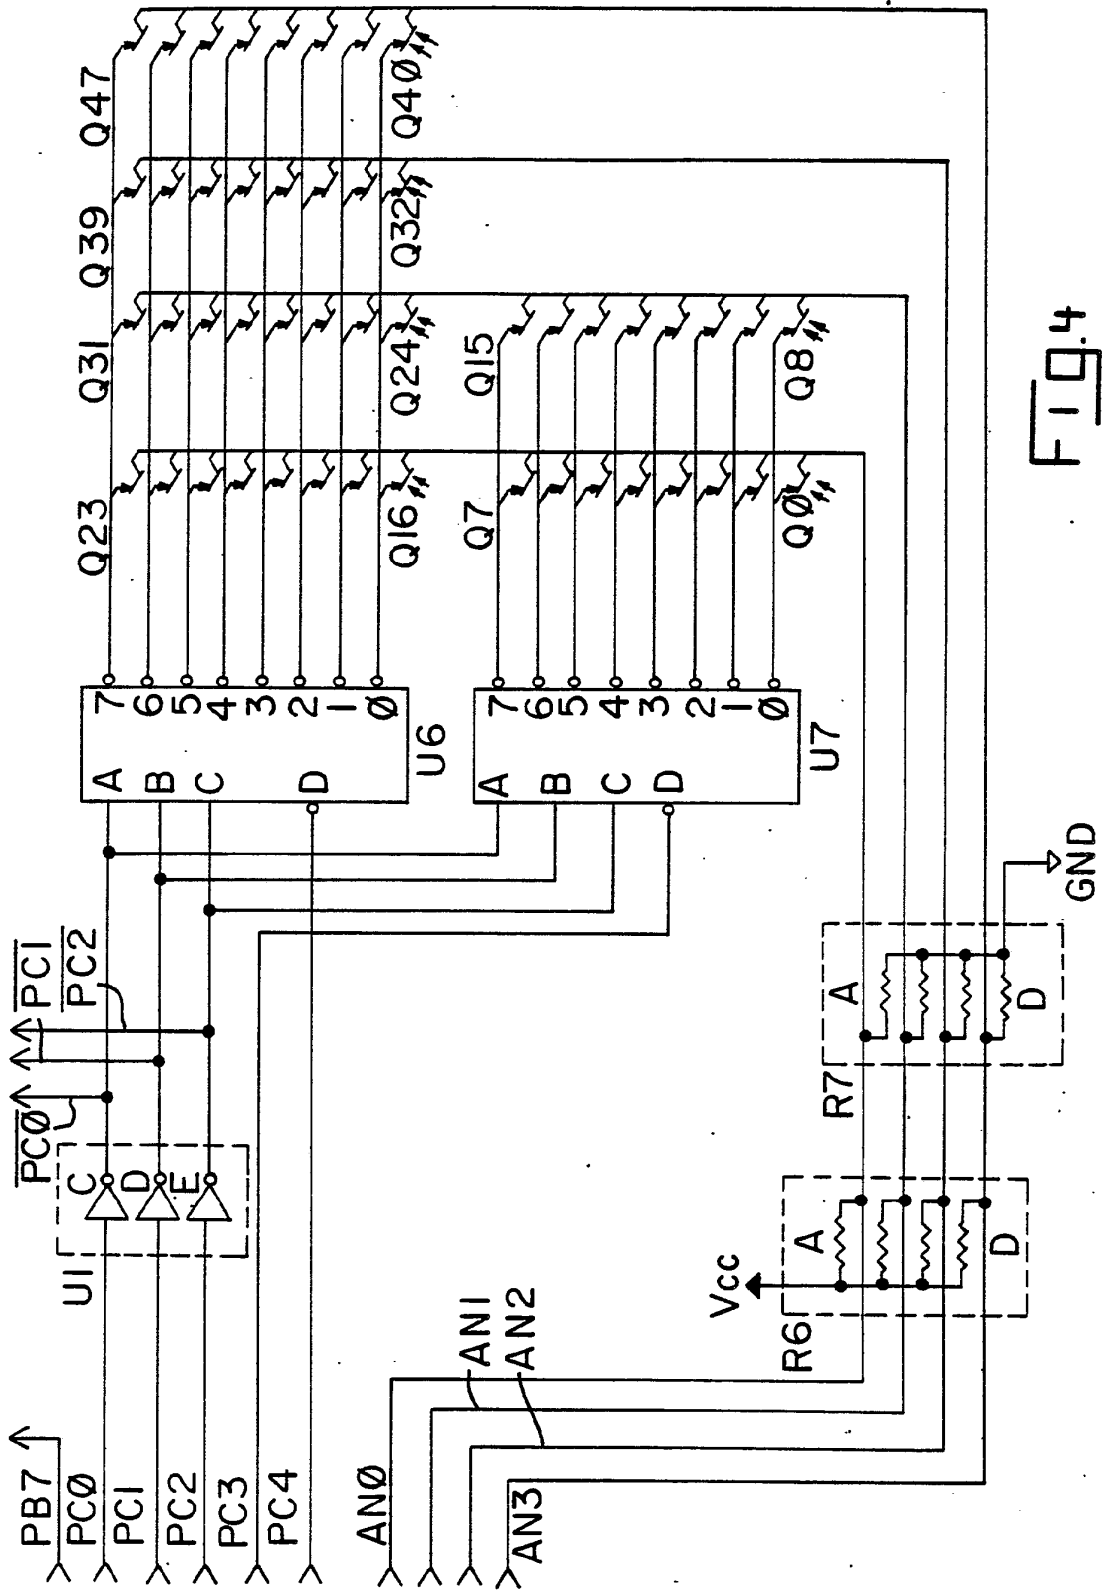 Q47
Q39
Q31
Q23
Q40
Q32
Q24
Q16
Q15
Q7
Q8
Q0
7
6
5
4
3
2
1
0
A
B
C
D
U6
7
6
5
4
3
2
1
0
A
B
C
D
U7
PC0
PC1
PC2
C
D
E
U1
PB7
PC0
PC1
PC2
PC3
PC4
AN0
AN1
AN2
AN3
Vcc
R6
A
D
R7
A
D
GND
Fig.4